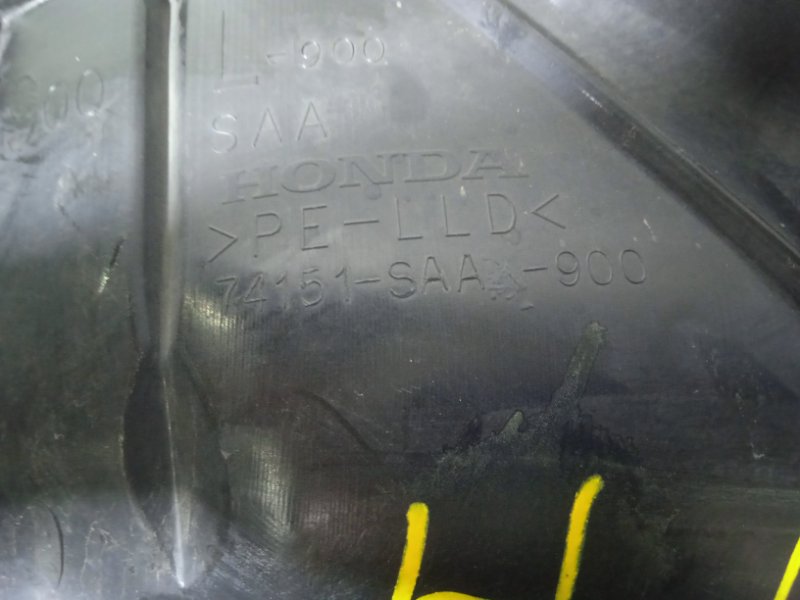 L-900
SAA
HONDA
>PE-LLD<
74151-SAA-900